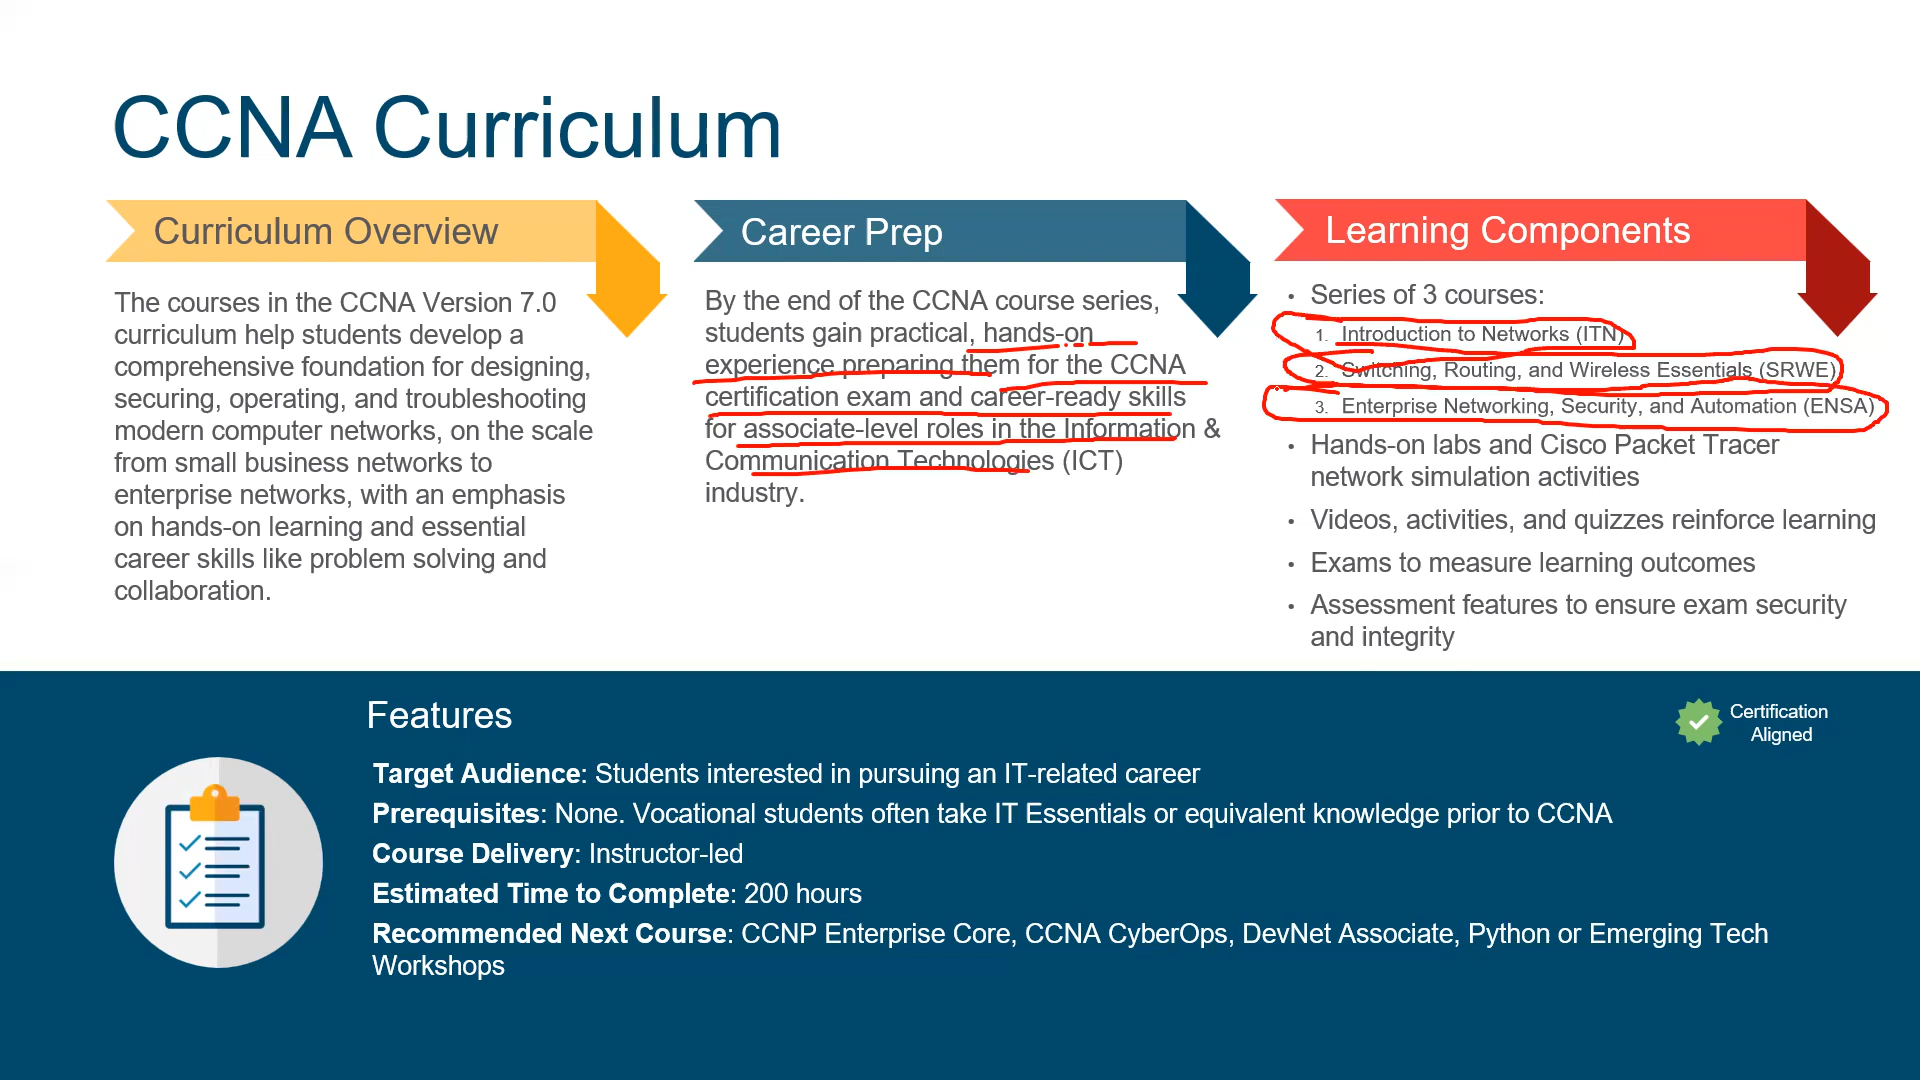 CCNA Curriculum
Curriculum Overview
The courses in the CCNA Version 7.0
curriculum help students develop a
comprehensive foundation for designing,
securing, operating, and troubleshooting
modern computer networks, on the scale
from small business networks to
enterprise networks, with an emphasis
on hands-on learning and essential
career skills like problem solving and
collaboration.
Career Prep
By the end of the CCNA course series,
students gain practical, hands-on
experience preparing them for the CCNA
certification exam and career-ready skills
for associate-level roles in the Information &
Communication Technologies (ICT)
industry.
Learning Components
• Series of 3 courses:
1. Introduction to Networks (ITN)
2. Switching, Routing, and Wireless Essentials (SRWE)
3. Enterprise Networking, Security, and Automation (ENSA)
• Hands-on labs and Cisco Packet Tracer
network simulation activities
• Videos, activities, and quizzes reinforce learning
• Exams to measure learning outcomes
• Assessment features to ensure exam security
and integrity
Features
Certification
Aligned
Target Audience: Students interested in pursuing an IT-related career
Prerequisites: None. Vocational students often take IT Essentials or equivalent knowledge prior to CCNA
Course Delivery: Instructor-led
Estimated Time to Complete: 200 hours
Recommended Next Course: CCNP Enterprise Core, CCNA CyberOps, DevNet Associate, Python or Emerging Tech
Workshops